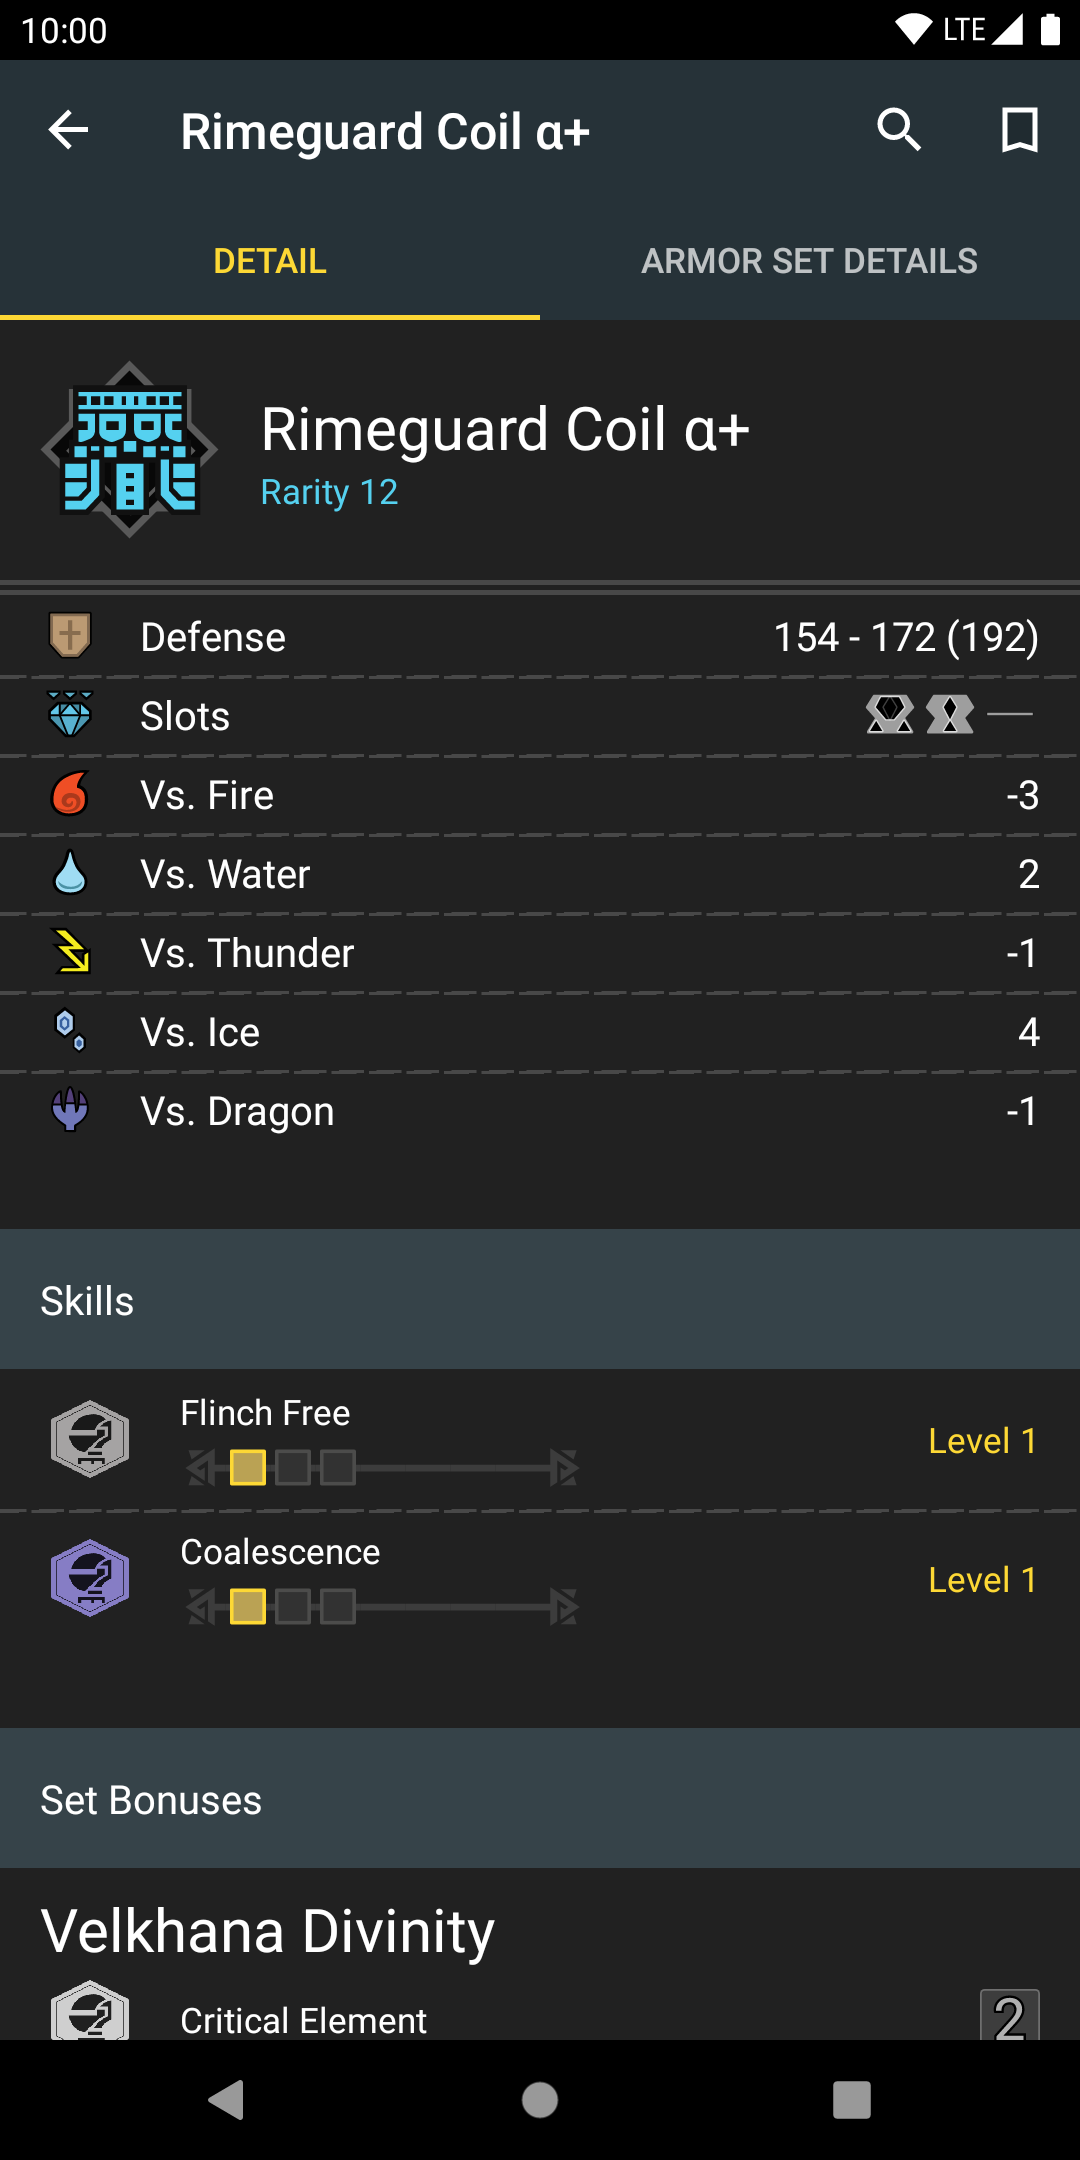 10:00
LTE
Rimeguard Coil α+
DETAIL
ARMOR SET DETAILS
Rimeguard Coil α+
Rarity 12
Defense
154 - 172 (192)
Slots
Vs. Fire
-3
Vs. Water
2
Vs. Thunder
-1
Vs. Ice
4
Vs. Dragon
-1
Skills
Flinch Free
Level 1
Coalescence
Level 1
Set Bonuses
Velkhana Divinity
Critical Element
2